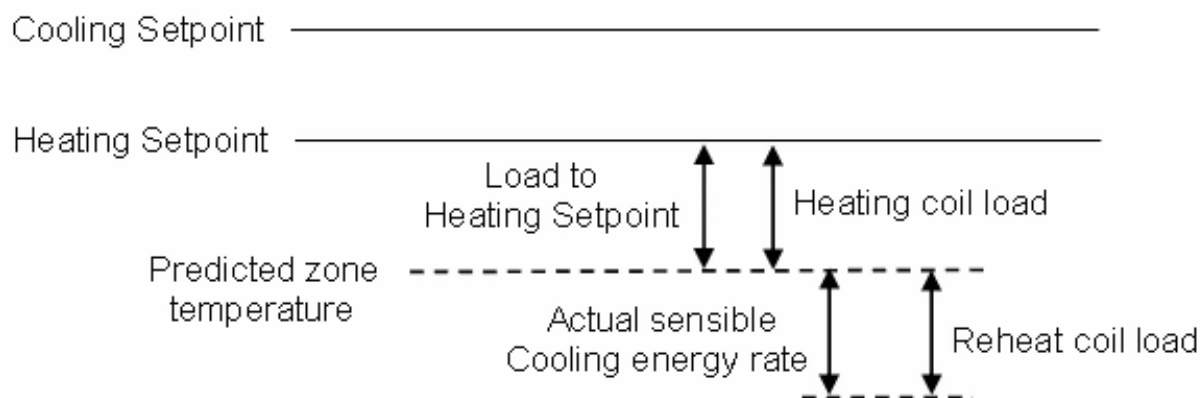 Cooling Setpoint
Heating Setpoint
Load to
Heating Setpoint
Heating coil load
Predicted zone
temperature
Actual sensible
Cooling energy rate
Reheat coil load